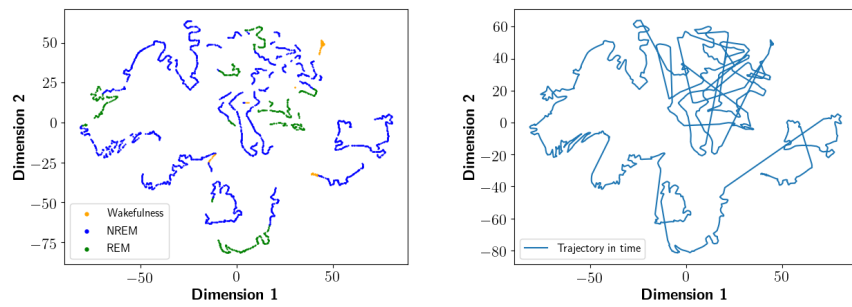 50
25
0
−25
−50
−75
Dimension 2
Wakefulness
NREM
REM
−50
0
50
Dimension 1
60
40
20
0
−20
−40
−60
−80
Dimension 2
Trajectory in time
−50
0
50
Dimension 1